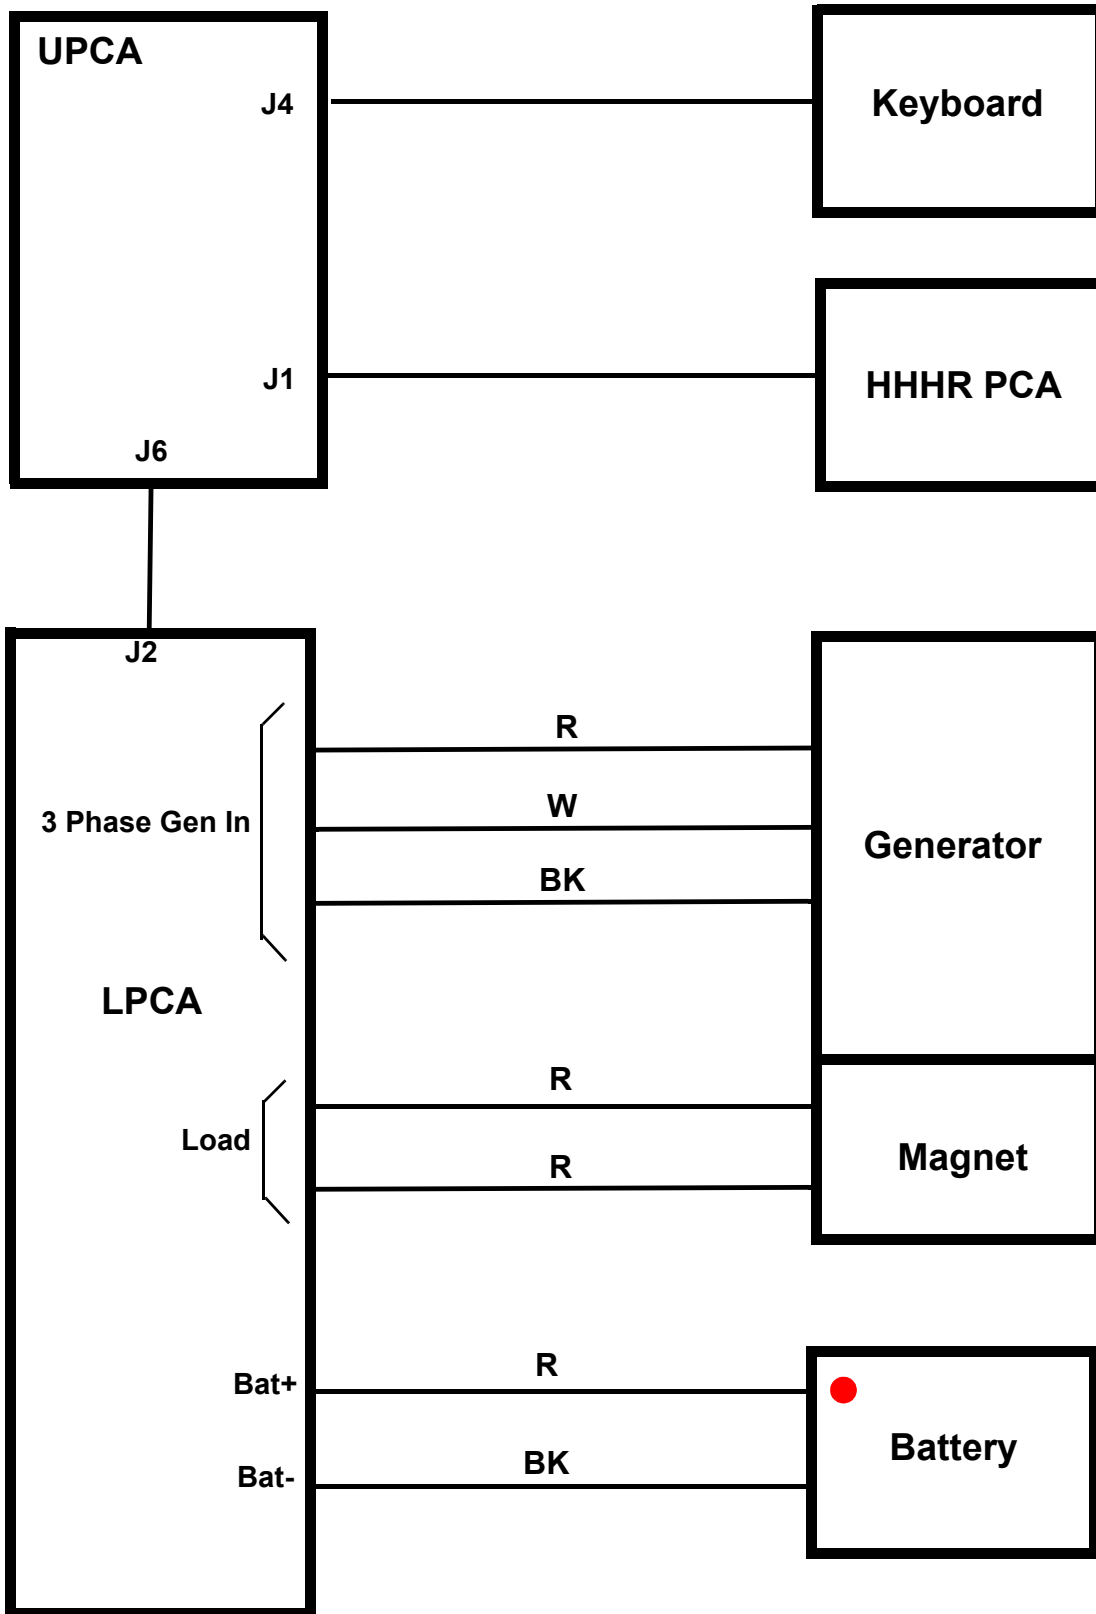 UPCA
J4
Keyboard
J1
HHHR PCA
J6
J2
R
3 Phase Gen In
W
Generator
BK
LPCA
R
Load
R
Magnet
Bat+
R
Battery
Bat-
BK